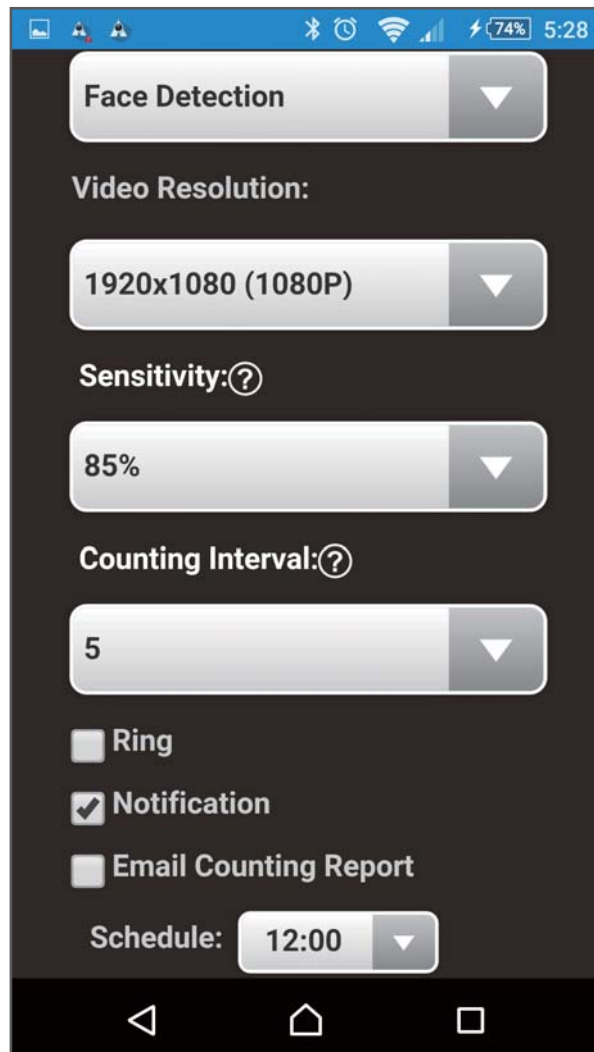 74% 5:28
Face Detection
Video Resolution:
1920x1080 (1080P)
Sensitivity:?
85%
Counting Interval:?
5
Ring
Notification
Email Counting Report
Schedule: 12:00